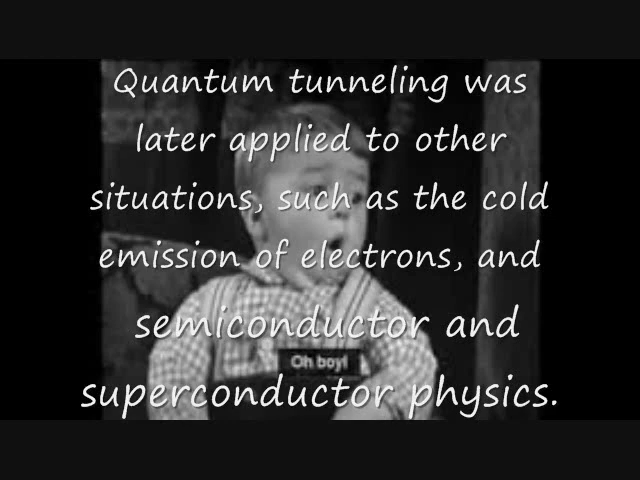 Quantum tunneling was
later applied to other
situations, such as the cold
emission of electrons, and
semiconductor and
Oh boy!
superconductor physics.